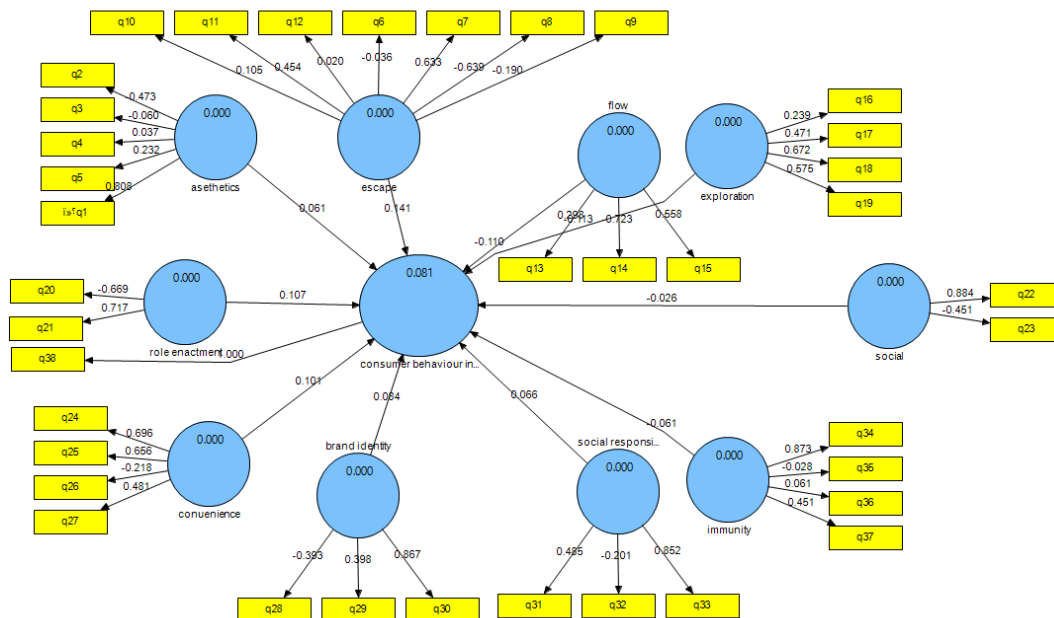 q10
q11
q12
q6
q7
q8
q9
0.105
0.454
0.020
-0.036
0.633
-0.639
-0.190
q2
q3
q4
q5
ï»¿q1
0.473
-0.060
0.037
0.232
0.808
0.000
asethetics
0.000
escape
flow
0.000
0.000
exploration
q16
q17
q18
q19
0.239
0.471
0.672
0.575
0.061
0.141
-0.110
-0.113
0.298
0.558
q13
q14
q15
q20
q21
q38
-0.669
0.717
0.000
role enactment
0.107
1.000
0.081
consumer behaviour in...
-0.026
0.000
social
0.884
-0.451
q22
q23
q24
q25
q26
q27
0.696
0.656
-0.218
0.481
0.000
conuenience
0.101
brand identity
0.000
0.066
social responsi...
0.000
-0.061
0.000
immunity
0.873
-0.028
0.061
0.451
q34
q35
q36
q37
-0.393
0.398
0.867
q28
q29
q30
0.485
-0.201
0.852
q31
q32
q33